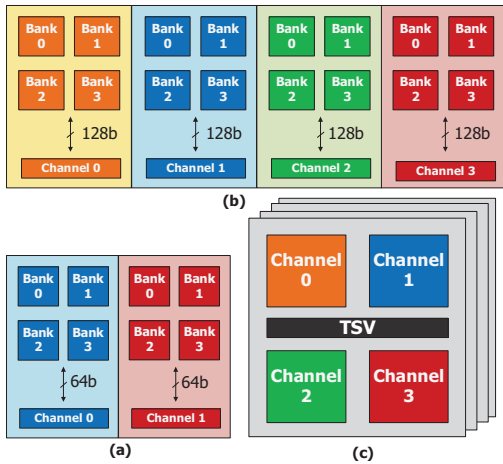 Bank 0 Bank 1 Bank 0 Bank 1 Bank 0 Bank 1 Bank 0 Bank 1
Bank 2 Bank 3 Bank 2 Bank 3 Bank 2 Bank 3 Bank 2 Bank 3
128b 128b 128b 128b
Channel 0 Channel 1 Channel 2 Channel 3
(b)
Bank 0 Bank 1 Bank 0 Bank 1
Bank 2 Bank 3 Bank 2 Bank 3
64b 64b
Channel 0 Channel 1
(a)
Channel 0 Channel 1
TSV
Channel 2 Channel 3
(c)